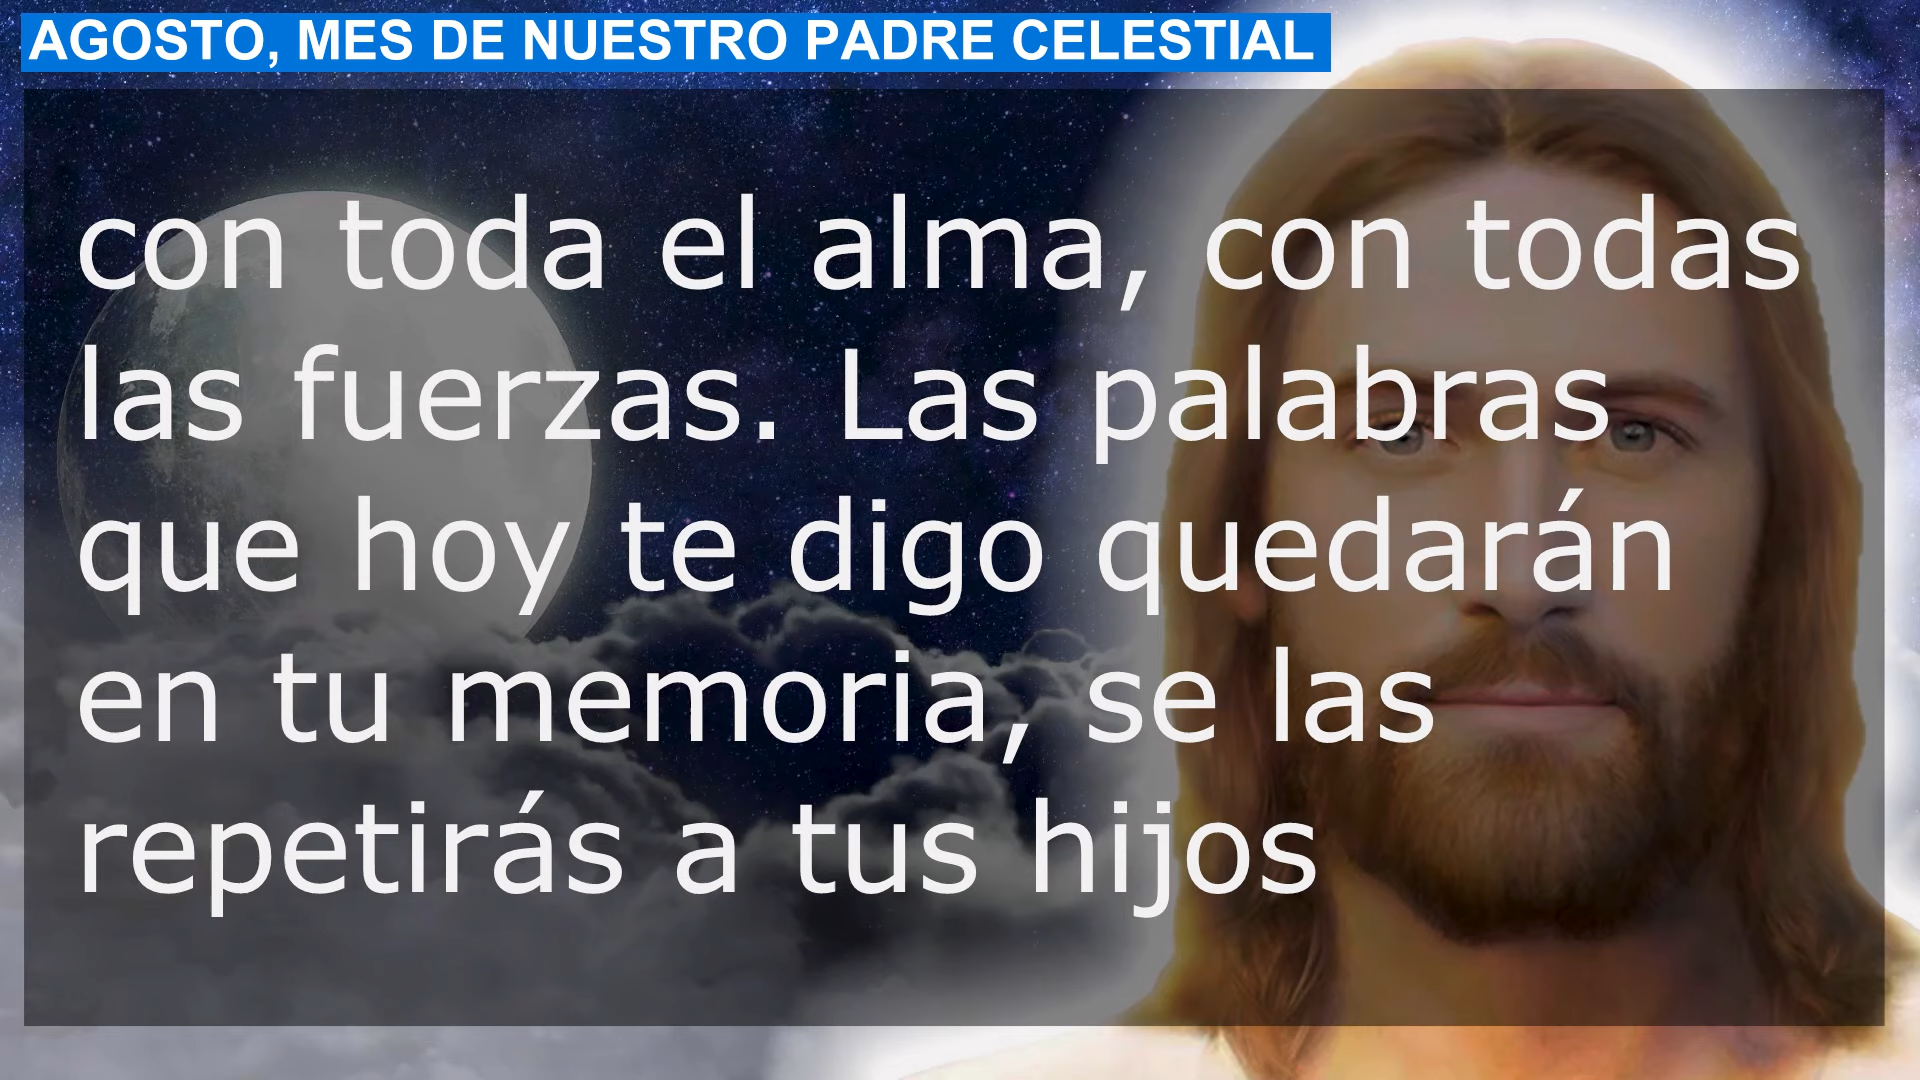 AGOSTO, MES DE NUESTRO PADRE CELESTIAL
con toda el alma, con todas
las fuerzas. Las palabras
que hoy te digo quedarán
en tu memoria, se las
repetirás a tus hijos